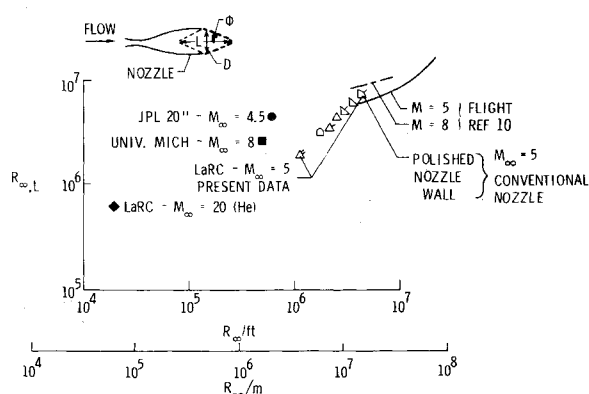 FLOW
Φ
L
D
NOZZLE
10⁷
JPL 20" - M∞ = 4.5 ●
UNIV. MICH - M∞ = 8 ■
LaRC - M∞ = 5
PRESENT DATA
◆ LaRC - M∞ = 20 (He)
M = 5 | FLIGHT
M = 8 | REF 10
POLISHED
NOZZLE
WALL
M∞ = 5
CONVENTIONAL
NOZZLE
R∞,L
10⁶
10⁵
10⁴ 10⁵ 10⁶ 10⁷
R∞/ft
10⁴ 10⁵ 10⁶ 10⁷ 10⁸
R∞/m